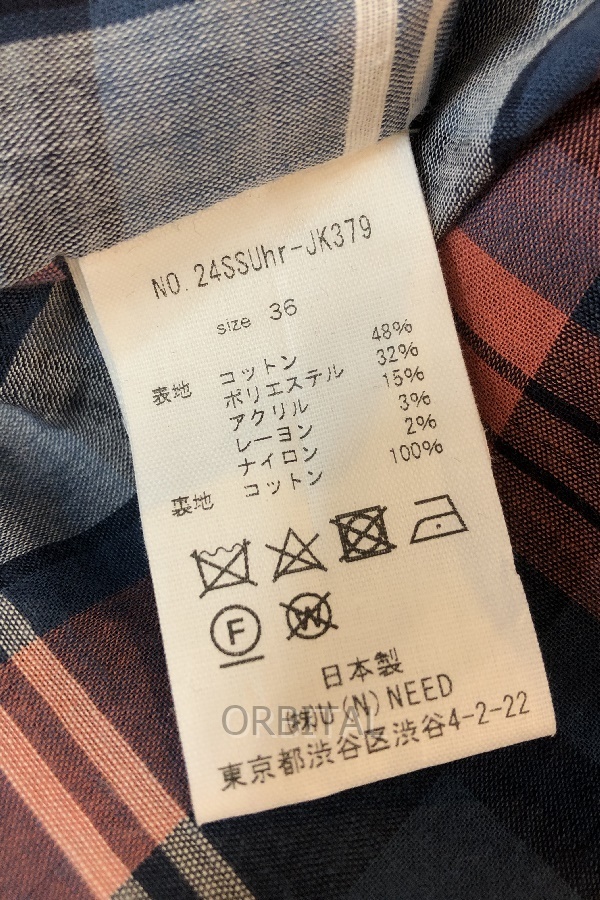 NO. 24SSUhr-JK379
size 36
表地 コットン 48%
ポリエステル 32%
アクリル 15%
レーヨン 3%
ナイロン 2%
裏地 コットン 100%
F W
日本製
㈱U(N)NEED
東京都渋谷区渋谷4-2-22
ORBITAL